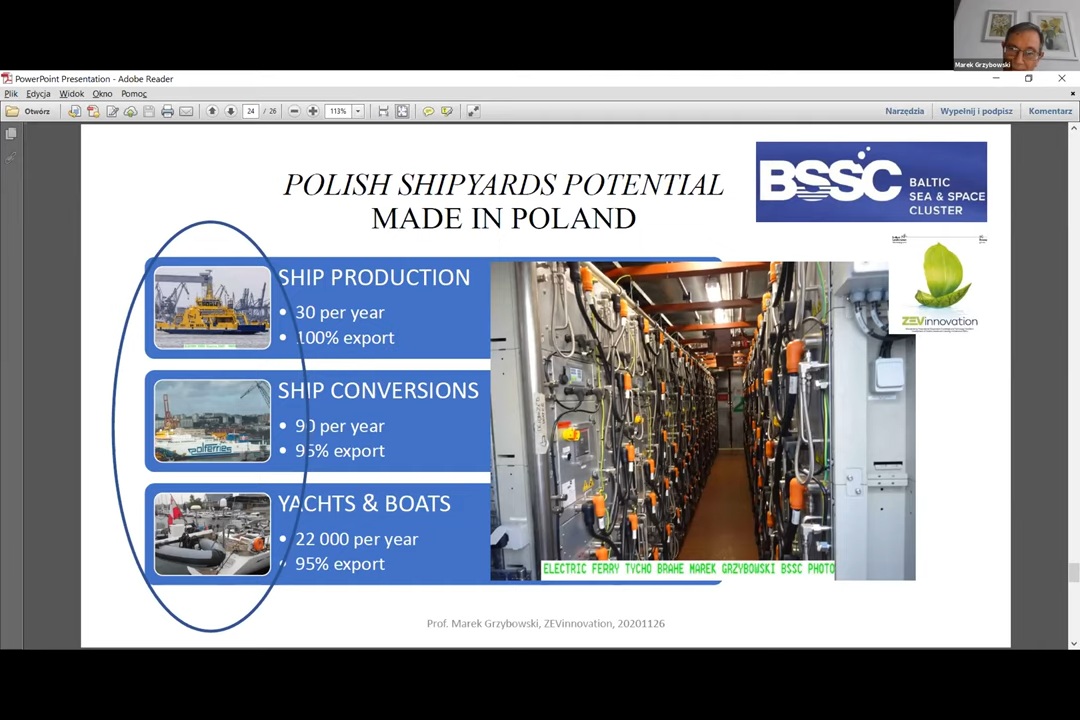 Marek Grzybowski
PowerPoint Presentation - Adobe Reader
Plik Edycja Widok Okno Pomoc
Otwórz
24 / 26
113%
Narzędzia Wypełnij i podpisz Komentarz
POLISH SHIPYARDS POTENTIAL
MADE IN POLAND
BSSC
BALTIC
SEA & SPACE
CLUSTER
ZEVinnovation
SHIP PRODUCTION
• 30 per year
• 100% export
SHIP CONVERSIONS
• 90 per year
• 95% export
polferries
YACHTS & BOATS
• 22 000 per year
• 95% export
ELECTRIC FERRY TYCHO BRAHE MAREK GRZYBOWSKI BSSC PHOTO
Prof. Marek Grzybowski, ZEVinnovation, 20201126